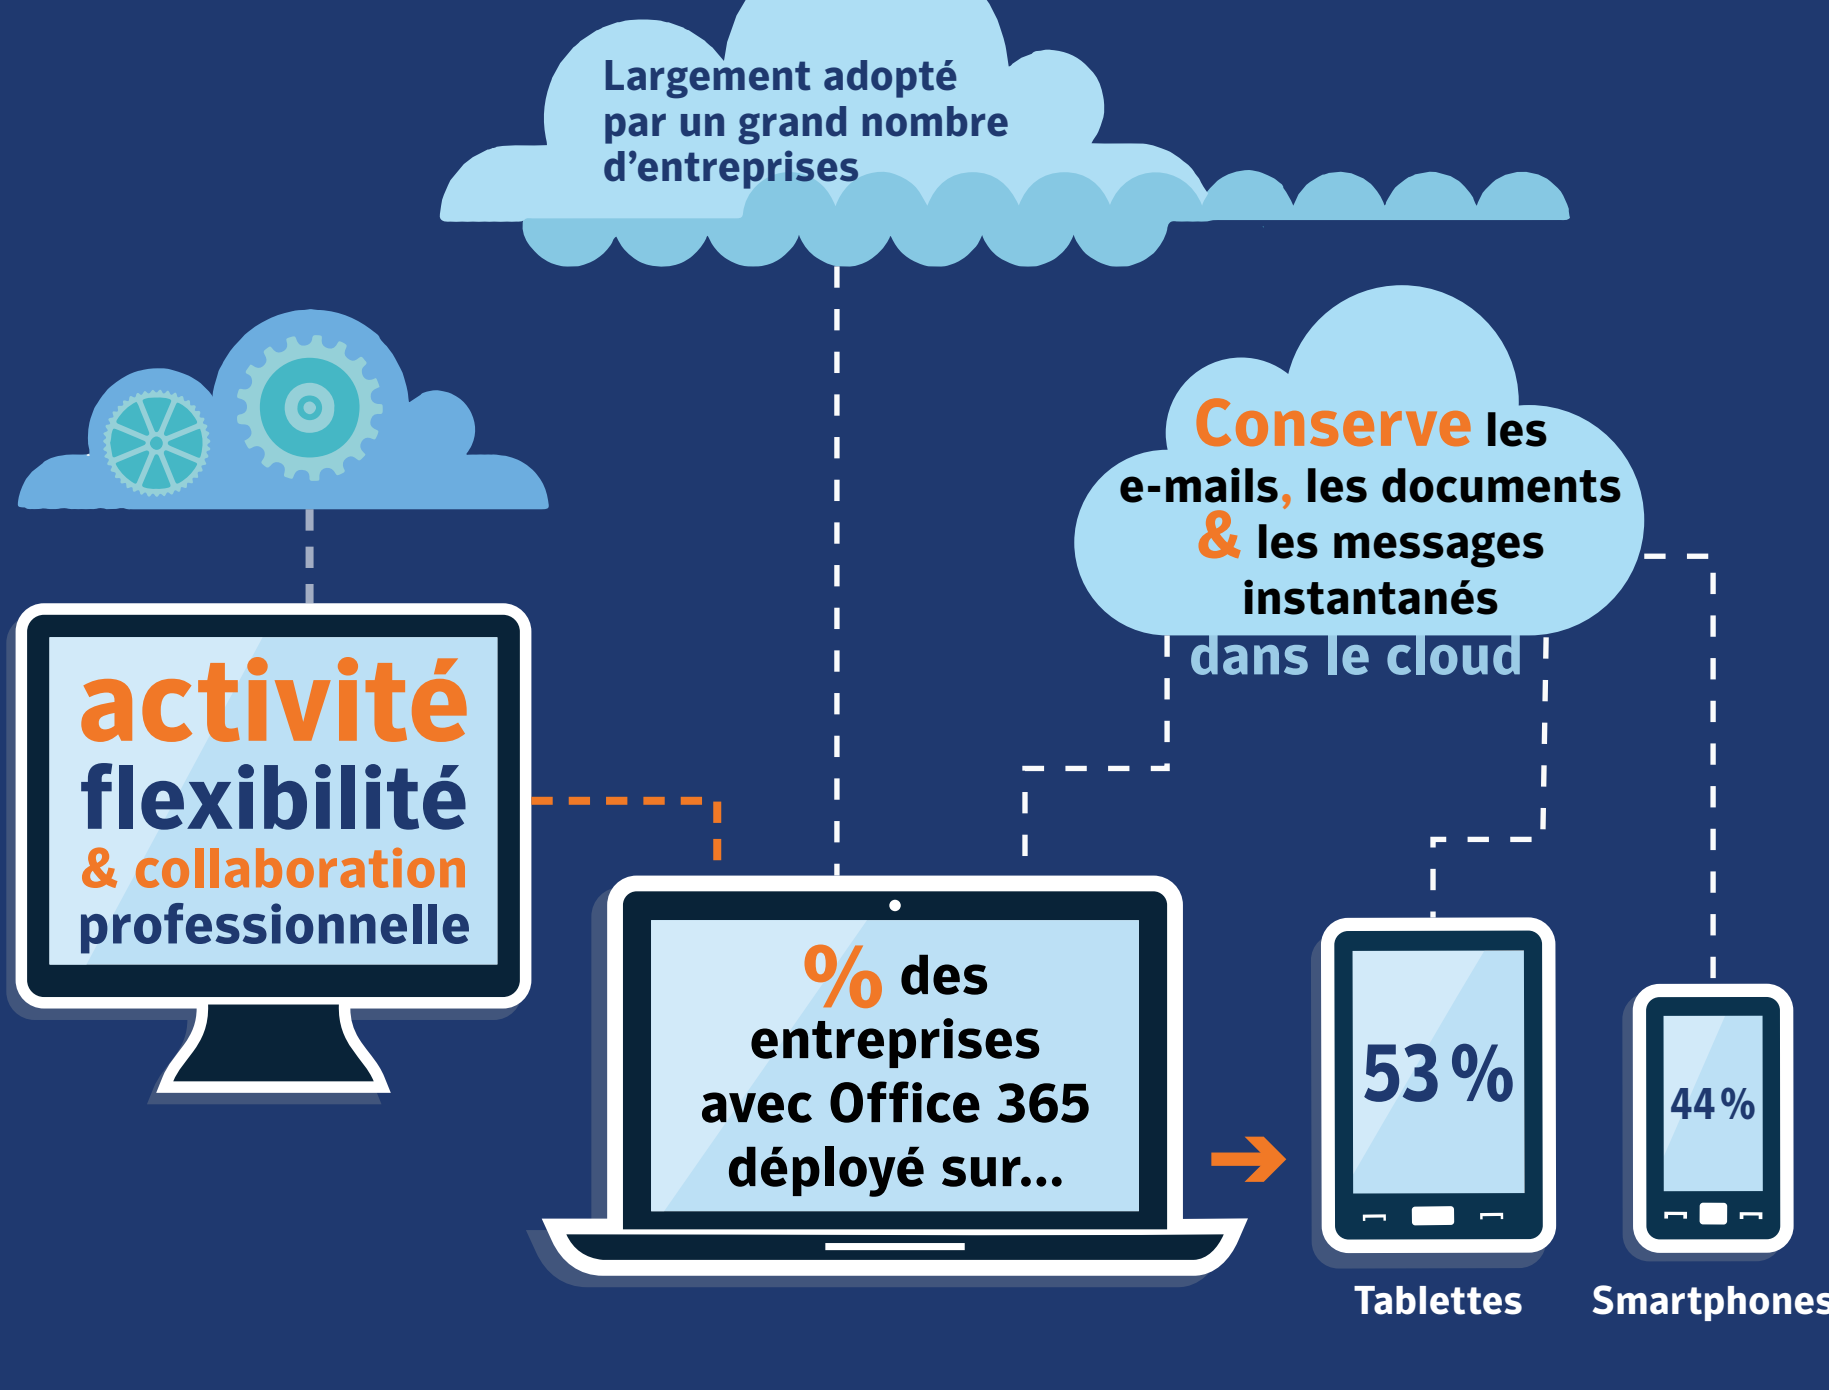 Largement adopté
par un grand nombre
d’entreprises
Conserve les
e-mails, les documents
& les messages
instantanés
dans le cloud
activité
flexibilité
& collaboration
professionnelle
% des
entreprises
avec Office 365
déployé sur...
53 %
44 %
Tablettes
Smartphones